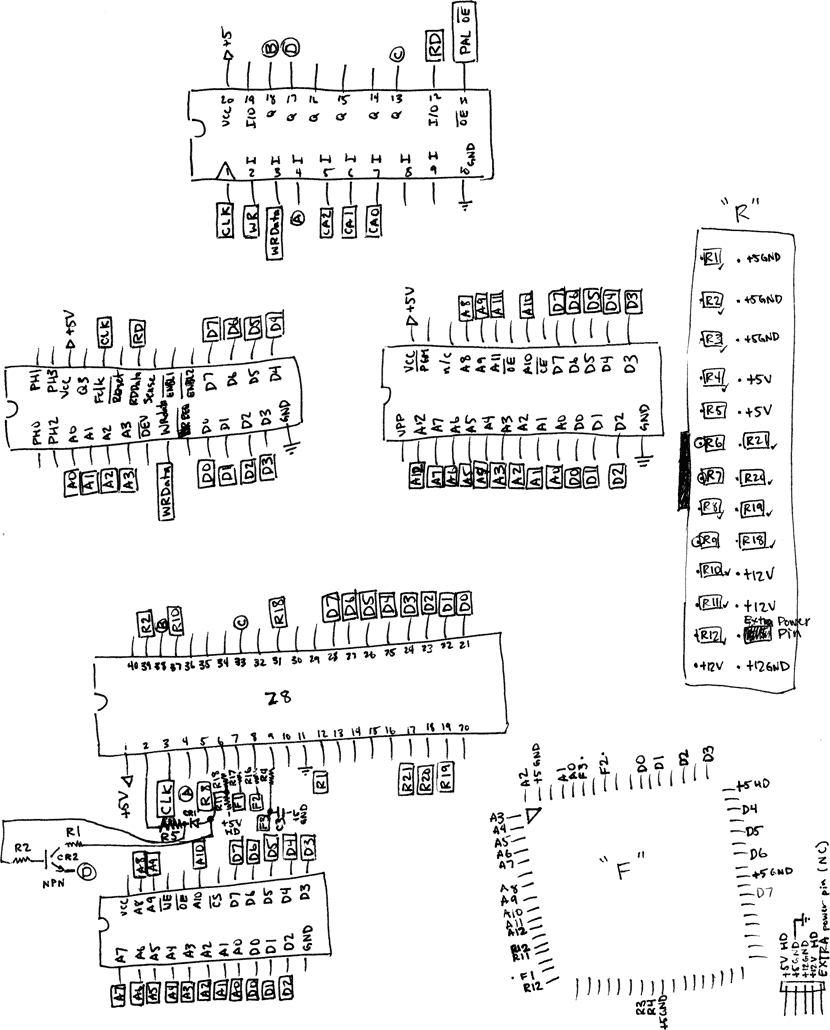 +5 B D C RD PAL OE
20 19 18 17 16 15 14 13 12 11
VCC I/O Q Q Q Q Q Q I/O OE
I I I I I I I GND
1 2 3 4 5 6 7 8 9 10
CLK WR WRData A CA2 CA1 CA0
"R"
R1 +5GND
R2 +5GND
R3 +5GND
R4 +5V
R5 +5V
R6 R21
R7 R20
R8 R19
R9 R18
R10 +12V
R11 +12V
Extra Power
R12 Pin
+12V +12GND
+5V CLK RD D7 D6 D5 D4
PH1 PH3 VCC Q3 Fclk Reset RDData Sense ENBL1 ENBL2 D7 D6 D5 D4
PH0 PH2 A0 A1 A2 A3 DEV WRData WR REQ D0 D1 D2 D3 GND
A0 A1 A2 A3 WRData D0 D1 D2 D3
+5V A8 A9 A11 A10 D7 D6 D5 D4 D3
VCC PGM n/c A8 A9 A11 OE A10 CE D7 D6 D5 D4 D3
VPP A12 A7 A6 A5 A4 A3 A2 A1 A0 D0 D1 D2 GND
A12 A7 A6 A5 A4 A3 A2 A1 A0 D0 D1 D2
R2 B R10 C R18 D7 D6 D5 D4 D3 D2 D1 D0
40 39 38 37 36 35 34 33 32 31 30 29 28 27 26 25 24 23 22 21
Z8
1 2 3 4 5 6 7 8 9 10 11 12 13 14 15 16 17 18 19 20
+5V CLK A R8 R11 R18 R17 R16 R4 R1 R21 R20 R19
R5 CR1 +5V HD F1 F2 F3 C3 GND
R2 R1 CR2 NPN D
A8 A9 A10 D7 D6 D5 D4 D3
VCC A8 A9 WE OE A10 CS D7 D6 D5 D4 D3
A7 A6 A5 A4 A3 A2 A1 A0 D0 D1 D2 GND
A7 A6 A5 A4 A3 A2 A1 A0 D0 D1 D2
A2 +5GND A1 A0 F3 F2 D0 D1 D2 D3
+5 HD
D4
D5
D6
+5GND
D7
A3
A4
A5
A6
A7
"F"
A8
A9
A10
A11
A12
R12
R11
F1
R12
R3 R4 +5GND
+5V HD
+5GND
+12GND
+12V HD
EXTRA power pin (NC)